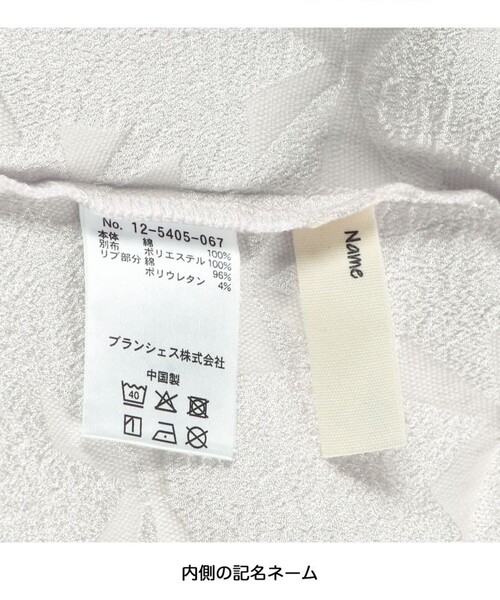 No. 12-5405-067
本体 綿 100%
別布 ポリエステル 100%
リブ部分 綿 96%
ポリウレタン 4%
ブランシェス株式会社
中国製
40
Name
内側の記名ネーム